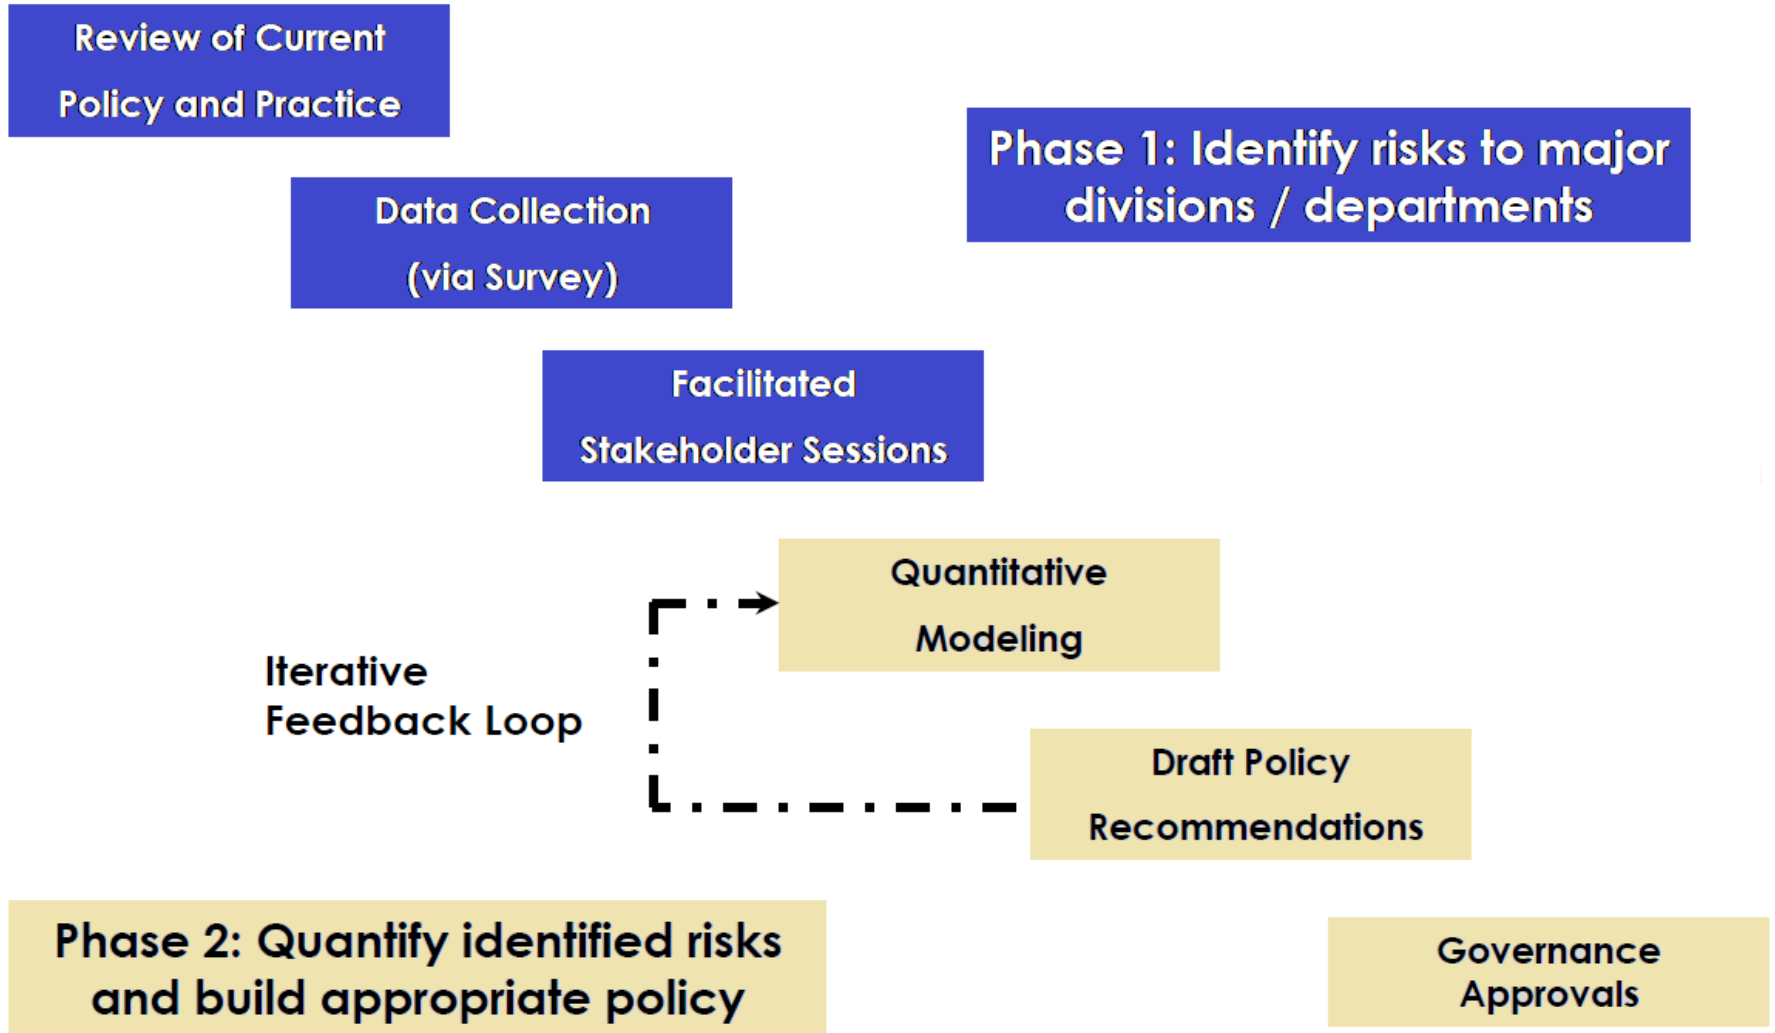 Review of Current
Policy and Practice
Phase 1: Identify risks to major
divisions / departments
Data Collection
(via Survey)
Facilitated
Stakeholder Sessions
Quantitative
Modeling
Iterative
Feedback Loop
Draft Policy
Recommendations
Phase 2: Quantify identified risks
and build appropriate policy
Governance
Approvals